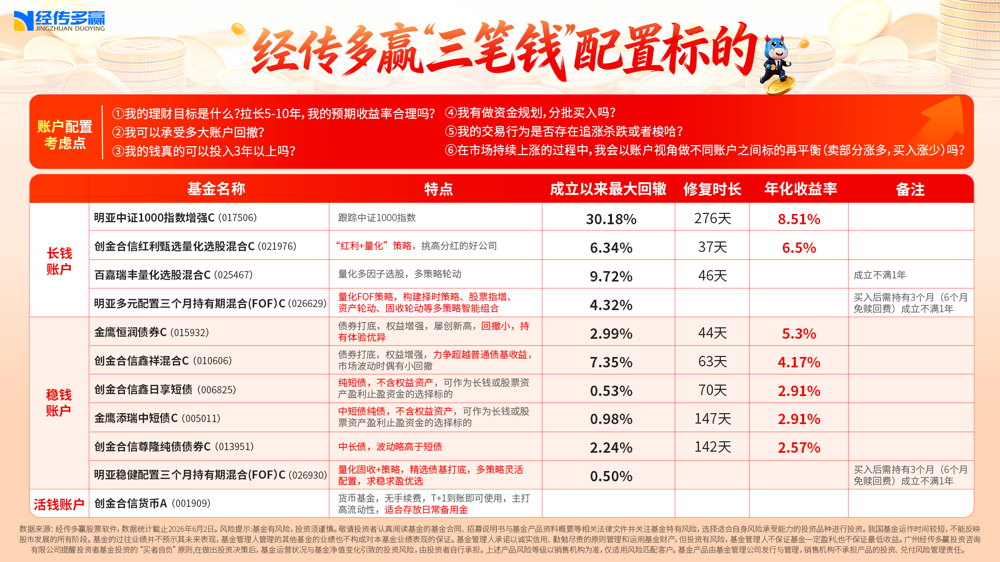 经传多赢
JINGZHUAN DUOYING
经传多赢“三笔钱”配置标的
账户配置
考虑点
①我的理财目标是什么?拉长5-10年,我的预期收益率合理吗?
②我可以承受多大账户回撤?
③我的钱真的可以投入3年以上吗?
④我有做资金规划,分批买入吗?
⑤我的交易行为是否存在追涨杀跌或者梭哈?
⑥在市场持续上涨的过程中,我会以账户视角做不同账户之间标的再平衡(卖部分涨多,买入涨少)吗?
基金名称 特点 成立以来最大回辙 修复时长 年化收益率 备注
长钱
账户
明亚中证1000指数增强C(017506) 跟踪中证1000指数 30.18% 276天 8.51%
创金合信红利甄选量化选股混合C(021976) “红利+量化”策略，挑高分红的好公司 6.34% 37天 6.5%
百嘉瑞丰量化选股混合C(025467) 量化多因子选股，多策略轮动 9.72% 46天 成立不满1年
明亚多元配置三个月持有期混合(FOF)C(026629) 量化FOF策略，构建择时策略、股票指增、
资产轮动、固收轮动等多策略智能组合 4.32% 买入后需持有3个月（6个月
免赎回费）成立不满1年
稳钱
账户
金鹰恒润债券C(015932) 债券打底，权益增强，屡创新高，回撤小，持
有体验优异 2.99% 44天 5.3%
创金合信鑫祥混合C(010606) 债券打底，权益增强，力争超越普通债基收益，
市场波动时偶有小回撤 7.35% 63天 4.17%
创金合信鑫日享短债(006825) 纯短债，不含权益资产，可作为长钱或股票资
产盈利止盈资金的选择标的 0.53% 70天 2.91%
金鹰添瑞中短债C(005011) 中短债纯债，不含权益资产，可作为长钱或股
票资产盈利止盈资金的选择标的 0.98% 147天 2.91%
创金合信尊隆纯债债券C(013951) 中长债，波动略高于短债 2.24% 142天 2.57%
明亚稳健配置三个月持有期混合(FOF)C(026930) 量化固收+策略，精选债基打底，多策略灵活
配置，求稳求盈优选 0.50% 买入后需持有3个月（6个月
免赎回费）成立不满1年
活钱账户
创金合信货币A(001909) 货币基金，无手续费，T+1到账即可使用，主打
高流动性，适合存放日常备用金
数据来源：经传多赢股票软件，数据统计截止2026年6月2日。风险提示:基金有风险，投资须谨慎。敬请投资者认真阅读基金的基金合同、招募说明书与基金产品资料概要等相关法律文件并关注基金特有风险，选择适合自身风险承受能力的投资品种进行投资。我国基金运作时间较短，不能反映
股市发展的所有阶段。基金的过往业绩并不预示其未来表现，基金管理人管理的其他基金的业绩也不构成对本基金业绩表现的保证。基金管理人承诺以诚实信用、勤勉尽责的原则管理和运用基金财产，但投资有风险，基金管理人不保证基金一定盈利,也不保证最低收益。广州经传多赢投资咨询
有限公司提醒投资者基金投资的“买者自负”原则,在做出投资决策后，基金运营状况与基金净值变化引致的投资风险，由投资者自行承担。上述产品风险等级以销售机构为准，仅适用风险匹配客户。基金产品由基金管理公司发行与管理，销售机构不承担产品的投资、兑付风险管理责任。